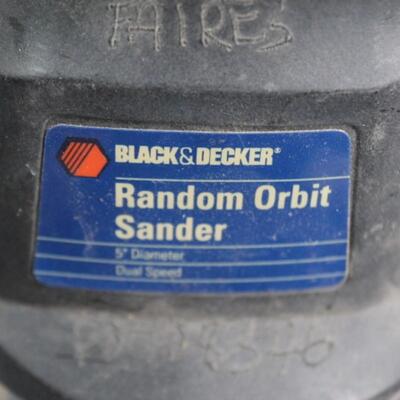 FAIRES
BLACK & DECKER®
Random Orbit
Sander
5" Diameter
Dual Speed